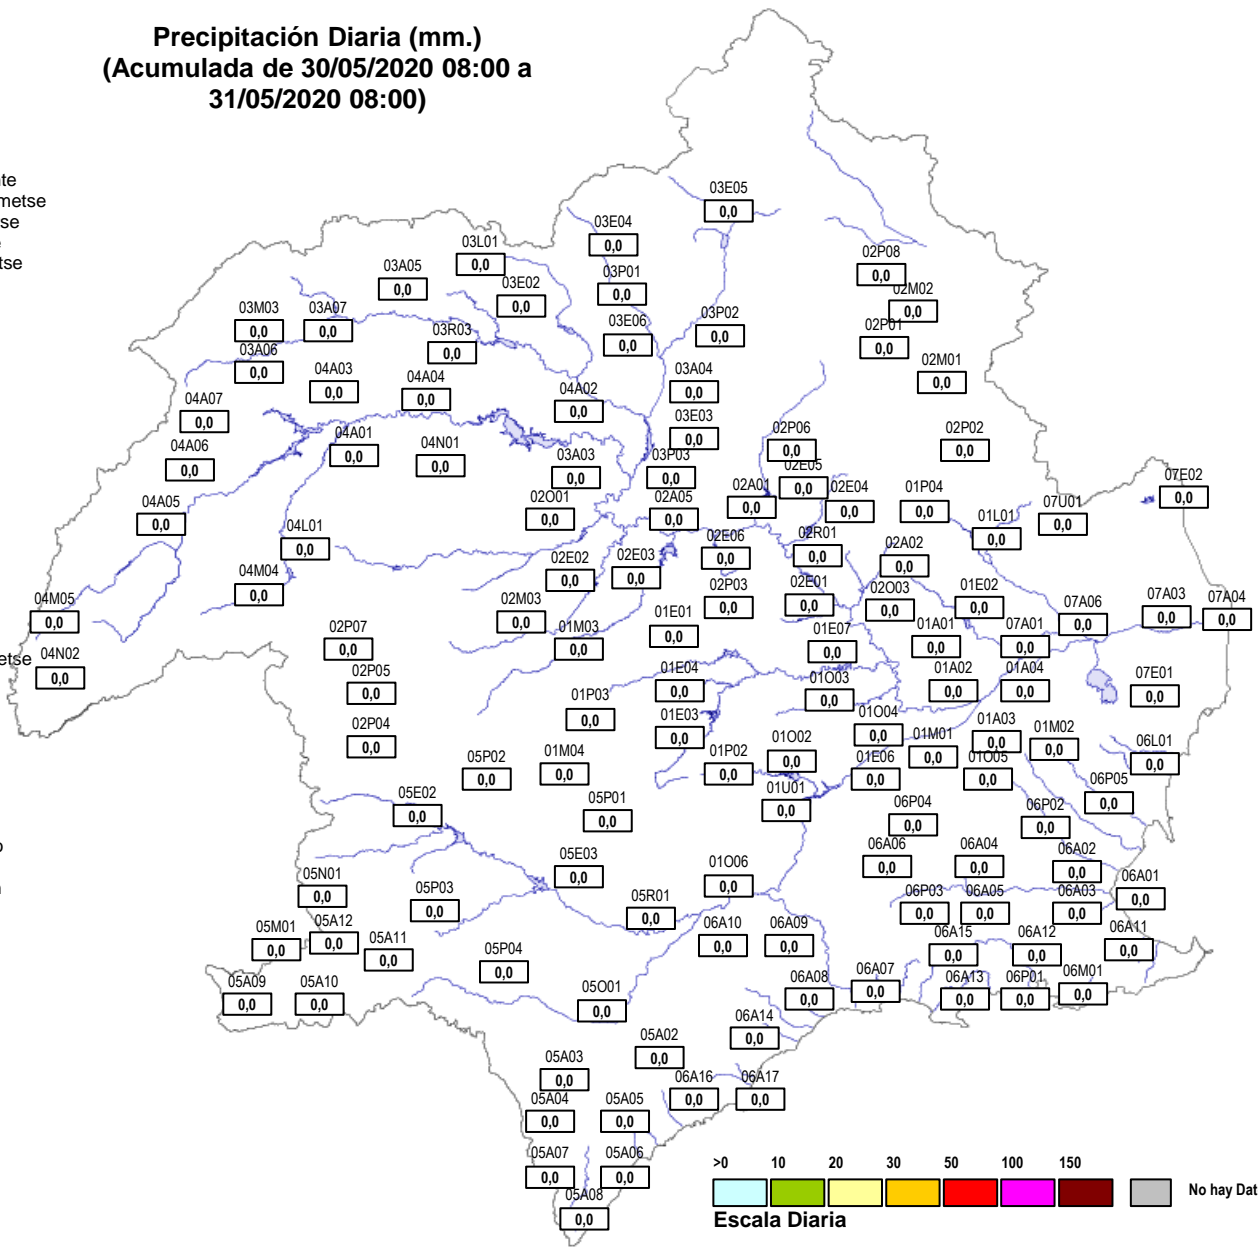 Precipitación Diaria (mm.)
(Acumulada de 30/05/2020 08:00 a
31/05/2020 08:00)
te
metse
se
tse
etse
o
03E05
0,0
03E04
0,0
03L01
0,0
02P08
0,0
03A05
0,0
03P01
0,0
03E02
0,0
02M02
0,0
03M03
0,0
03A07
0,0
03P02
0,0
03E06
0,0
03R03
0,0
02P01
0,0
03A06
0,0
02M01
0,0
04A03
0,0
04A04
0,0
03A04
0,0
04A02
0,0
04A07
0,0
03E03
0,0
04A01
0,0
04N01
0,0
02P06
0,0
02P02
0,0
04A06
0,0
03A03
0,0
03P03
0,0
02E05
0,0
07E02
0,0
04A05
0,0
02O01
0,0
02A05
0,0
02A01
0,0
02E04
0,0
01P04
0,0
07U01
0,0
01L01
0,0
04L01
0,0
02E06
0,0
02R01
0,0
02A02
0,0
02E02
0,0
02E03
0,0
04M04
0,0
02P03
0,0
02E01
0,0
02O03
0,0
01E02
0,0
04M05
0,0
02M03
0,0
07A06
0,0
07A03
0,0
07A04
0,0
01E01
0,0
02P07
0,0
01M03
0,0
01E07
0,0
01A01
0,0
07A01
0,0
04N02
0,0
02P05
0,0
01E04
0,0
01O03
0,0
01A02
0,0
01A04
0,0
07E01
0,0
01P03
0,0
01E03
0,0
01O04
0,0
02P04
0,0
01A03
0,0
01M02
0,0
01O02
0,0
01M01
0,0
06L01
0,0
05P02
0,0
01M04
0,0
01P02
0,0
01E06
0,0
01O05
0,0
05E02
0,0
05P01
0,0
01U01
0,0
06P05
0,0
06P04
0,0
06P02
0,0
05E03
0,0
06A06
0,0
06A04
0,0
06A02
0,0
05N01
0,0
01O06
0,0
06A01
0,0
05P03
0,0
05R01
0,0
06P03
0,0
06A05
0,0
06A03
0,0
05M01
0,0
05A12
0,0
06A10
0,0
06A09
0,0
06A15
0,0
06A12
0,0
06A11
0,0
05A11
0,0
05P04
0,0
05A09
0,0
05A10
0,0
05O01
0,0
06A08
0,0
06A07
0,0
06A13
0,0
06P01
0,0
06M01
0,0
06A14
0,0
05A02
0,0
05A03
0,0
06A16
0,0
06A17
0,0
05A04
0,0
05A05
0,0
05A07
0,0
05A06
0,0
05A08
0,0
>0 10 20 30 50 100 150
No hay Dat
Escala Diaria